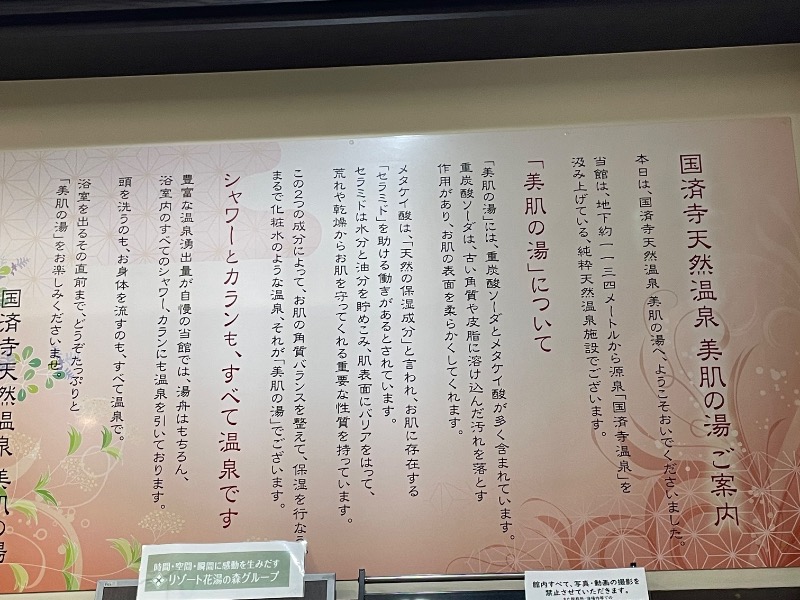 国済寺天然温泉 美肌の湯 ご案内
本日は、国済寺天然温泉 美肌の湯へ、ようこそおいでくださいました。
当館は、地下約一一三四メートルから源泉「国済寺温泉」を
汲み上げている、純粋天然温泉施設でございます。
「美肌の湯」について
「美肌の湯」には、重炭酸ソーダとメタケイ酸が多く含まれています。
重炭酸ソーダは、古い角質や皮脂に溶け込んだ汚れを落とす
作用があり、お肌の表面を柔らかくしてくれます。
メタケイ酸は、「天然の保湿成分」と言われ、お肌に存在する
「セラミド」を助ける働きがあるとされています。
セラミドは水分と油分を貯めこみ、肌表面にバリアをはって、
荒れや乾燥からお肌を守ってくれる重要な性質を持っています。
この2つの成分によって、お肌の角質バランスを整えて、保湿を行なう
まるで化粧水のような温泉、それが「美肌の湯」でございます。
シャワーとカランも、すべて温泉です
豊富な温泉湧出量が自慢の当館では、湯舟はもちろん、
浴室内のすべてのシャワー、カランにも温泉を引いております。
頭を洗うのも、お身体を流すのも、すべて温泉で。
浴室を出るその直前まで、どうぞたっぷりと
「美肌の湯」をお楽しみくださいませ。
国済寺天然温泉 美肌の湯
時間・空間・瞬間に感動を生みだす
リゾート花湯の森グループ
館内すべて、写真・動画の撮影を
禁止させていただきます。